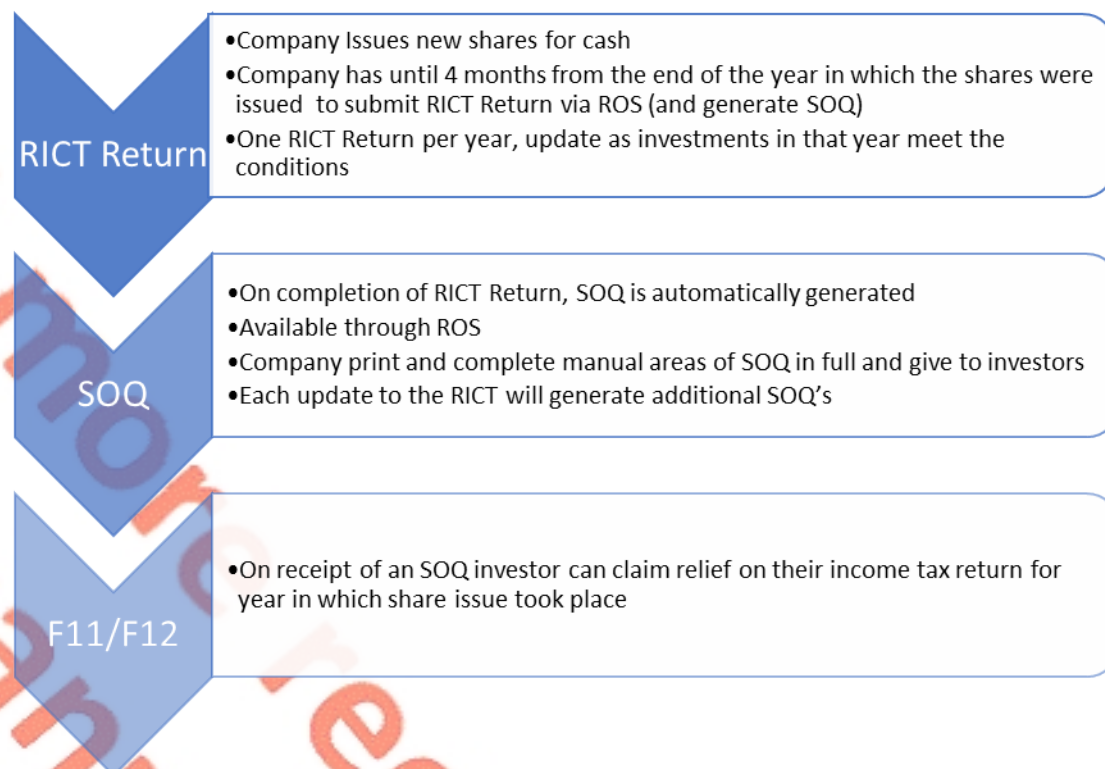 RICT Return
•Company Issues new shares for cash
•Company has until 4 months from the end of the year in which the shares were
issued to submit RICT Return via ROS (and generate SOQ)
•One RICT Return per year, update as investments in that year meet the
conditions
SOQ
•On completion of RICT Return, SOQ is automatically generated
•Available through ROS
•Company print and complete manual areas of SOQ in full and give to investors
•Each update to the RICT will generate additional SOQ's
F11/F12
•On receipt of an SOQ investor can claim relief on their income tax return for
year in which share issue took place